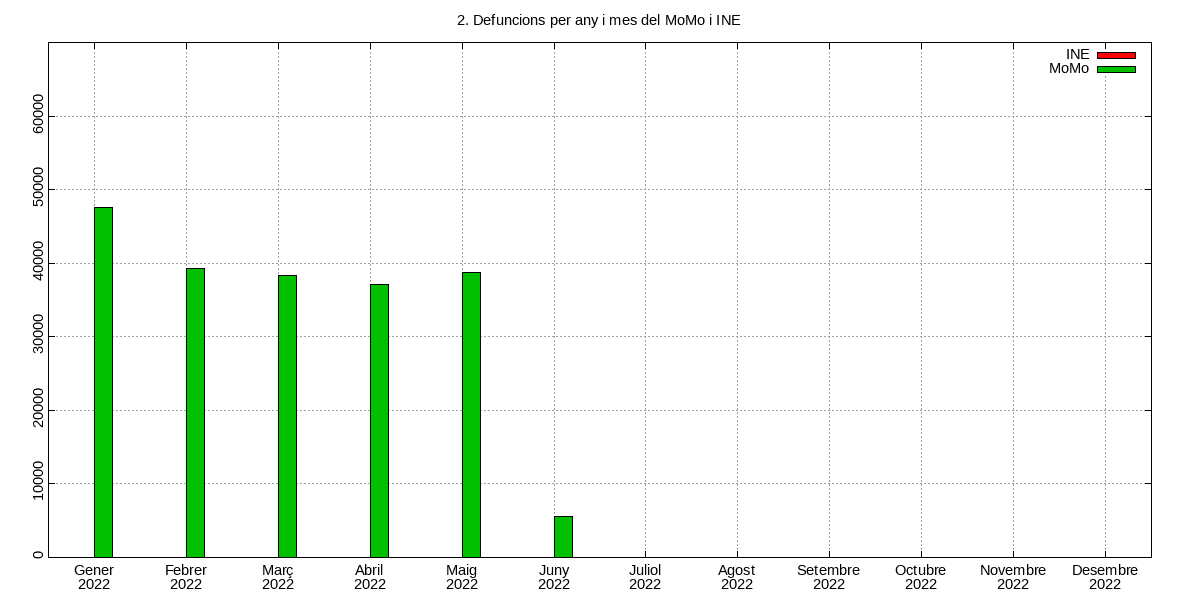 2. Defuncions per any i mes del MoMo i INE
INE
MoMo
60000
50000
40000
30000
20000
10000
0
Gener Febrer Març Abril Maig Juny Juliol Agost Setembre Octubre Novembre Desembre
2022 2022 2022 2022 2022 2022 2022 2022 2022 2022 2022 2022